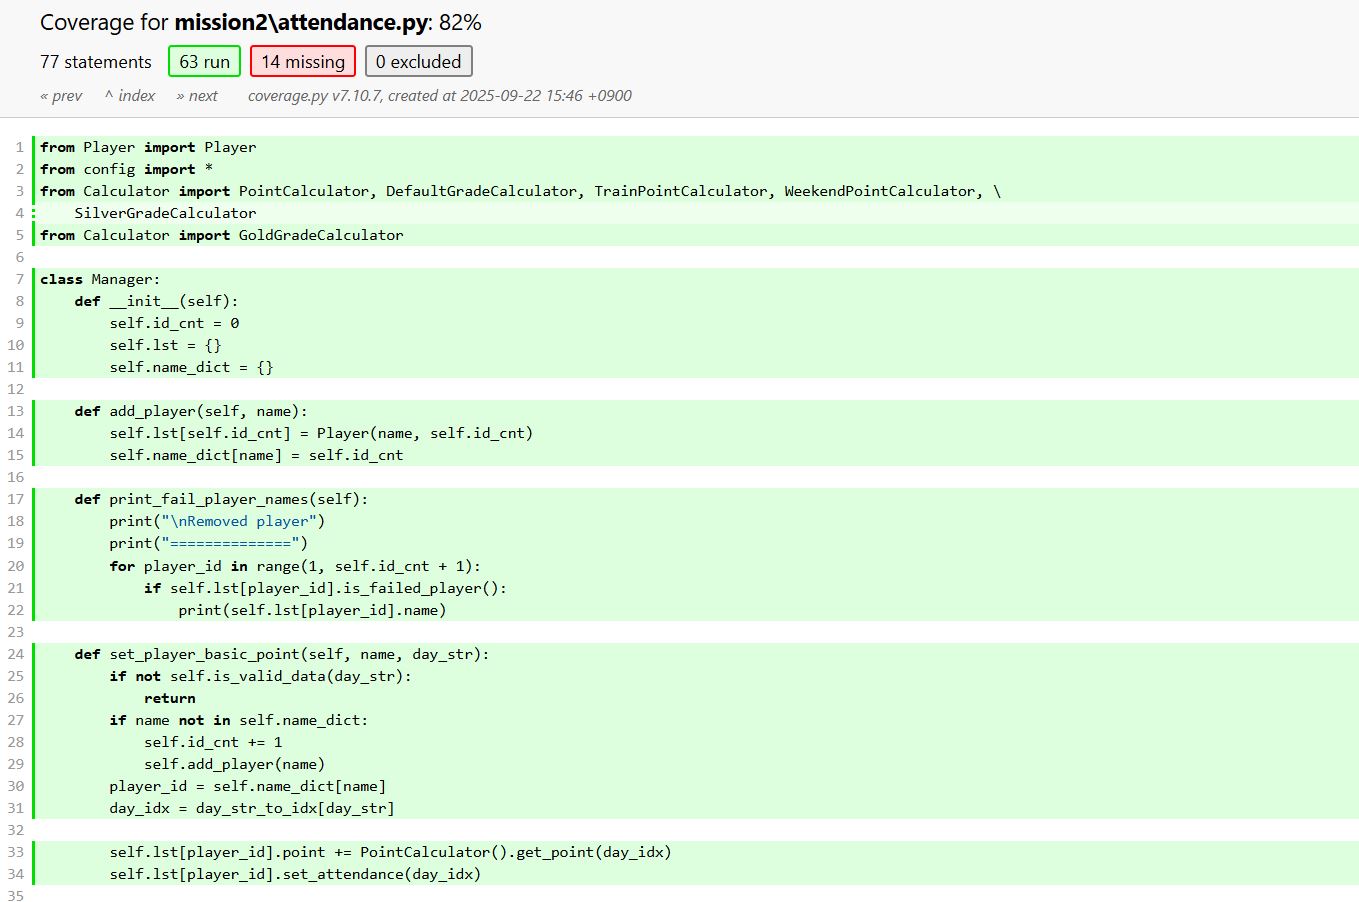 Coverage for mission2\attendance.py: 82%
77 statements 63 run 14 missing 0 excluded
« prev ^ index » next coverage.py v7.10.7, created at 2025-09-22 15:46 +0900
1 from Player import Player
2 from config import *
3 from Calculator import PointCalculator, DefaultGradeCalculator, TrainPointCalculator, WeekendPointCalculator, \
4 SilverGradeCalculator
5 from Calculator import GoldGradeCalculator
6
7 class Manager:
8 def __init__(self):
9 self.id_cnt = 0
10 self.lst = {}
11 self.name_dict = {}
12
13 def add_player(self, name):
14 self.lst[self.id_cnt] = Player(name, self.id_cnt)
15 self.name_dict[name] = self.id_cnt
16
17 def print_fail_player_names(self):
18 print("\nRemoved player")
19 print("==============")
20 for player_id in range(1, self.id_cnt + 1):
21 if self.lst[player_id].is_failed_player():
22 print(self.lst[player_id].name)
23
24 def set_player_basic_point(self, name, day_str):
25 if not self.is_valid_data(day_str):
26 return
27 if name not in self.name_dict:
28 self.id_cnt += 1
29 self.add_player(name)
30 player_id = self.name_dict[name]
31 day_idx = day_str_to_idx[day_str]
32
33 self.lst[player_id].point += PointCalculator().get_point(day_idx)
34 self.lst[player_id].set_attendance(day_idx)
35